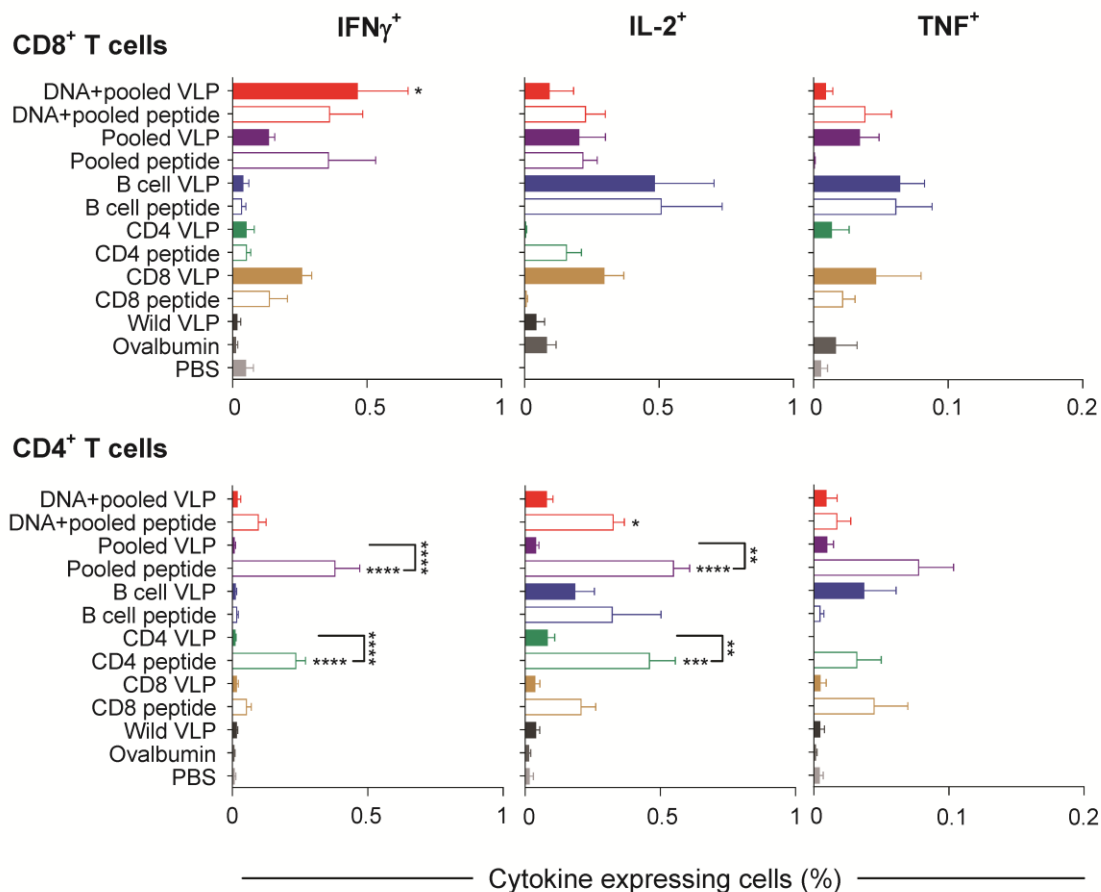 IFNγ⁺ IL-2⁺ TNF⁺
CD8⁺ T cells
DNA+pooled VLP *
DNA+pooled peptide
Pooled VLP
Pooled peptide
B cell VLP
B cell peptide
CD4 VLP
CD4 peptide
CD8 VLP
CD8 peptide
Wild VLP
Ovalbumin
PBS
0 0.5 1 0 0.5 1 0 0.1 0.2
CD4⁺ T cells
DNA+pooled VLP
DNA+pooled peptide *
Pooled VLP **** **
Pooled peptide **** ****
B cell VLP
B cell peptide
CD4 VLP **** **
CD4 peptide **** ***
CD8 VLP
CD8 peptide
Wild VLP
Ovalbumin
PBS
0 0.5 1 0 0.5 1 0 0.1 0.2
Cytokine expressing cells (%)